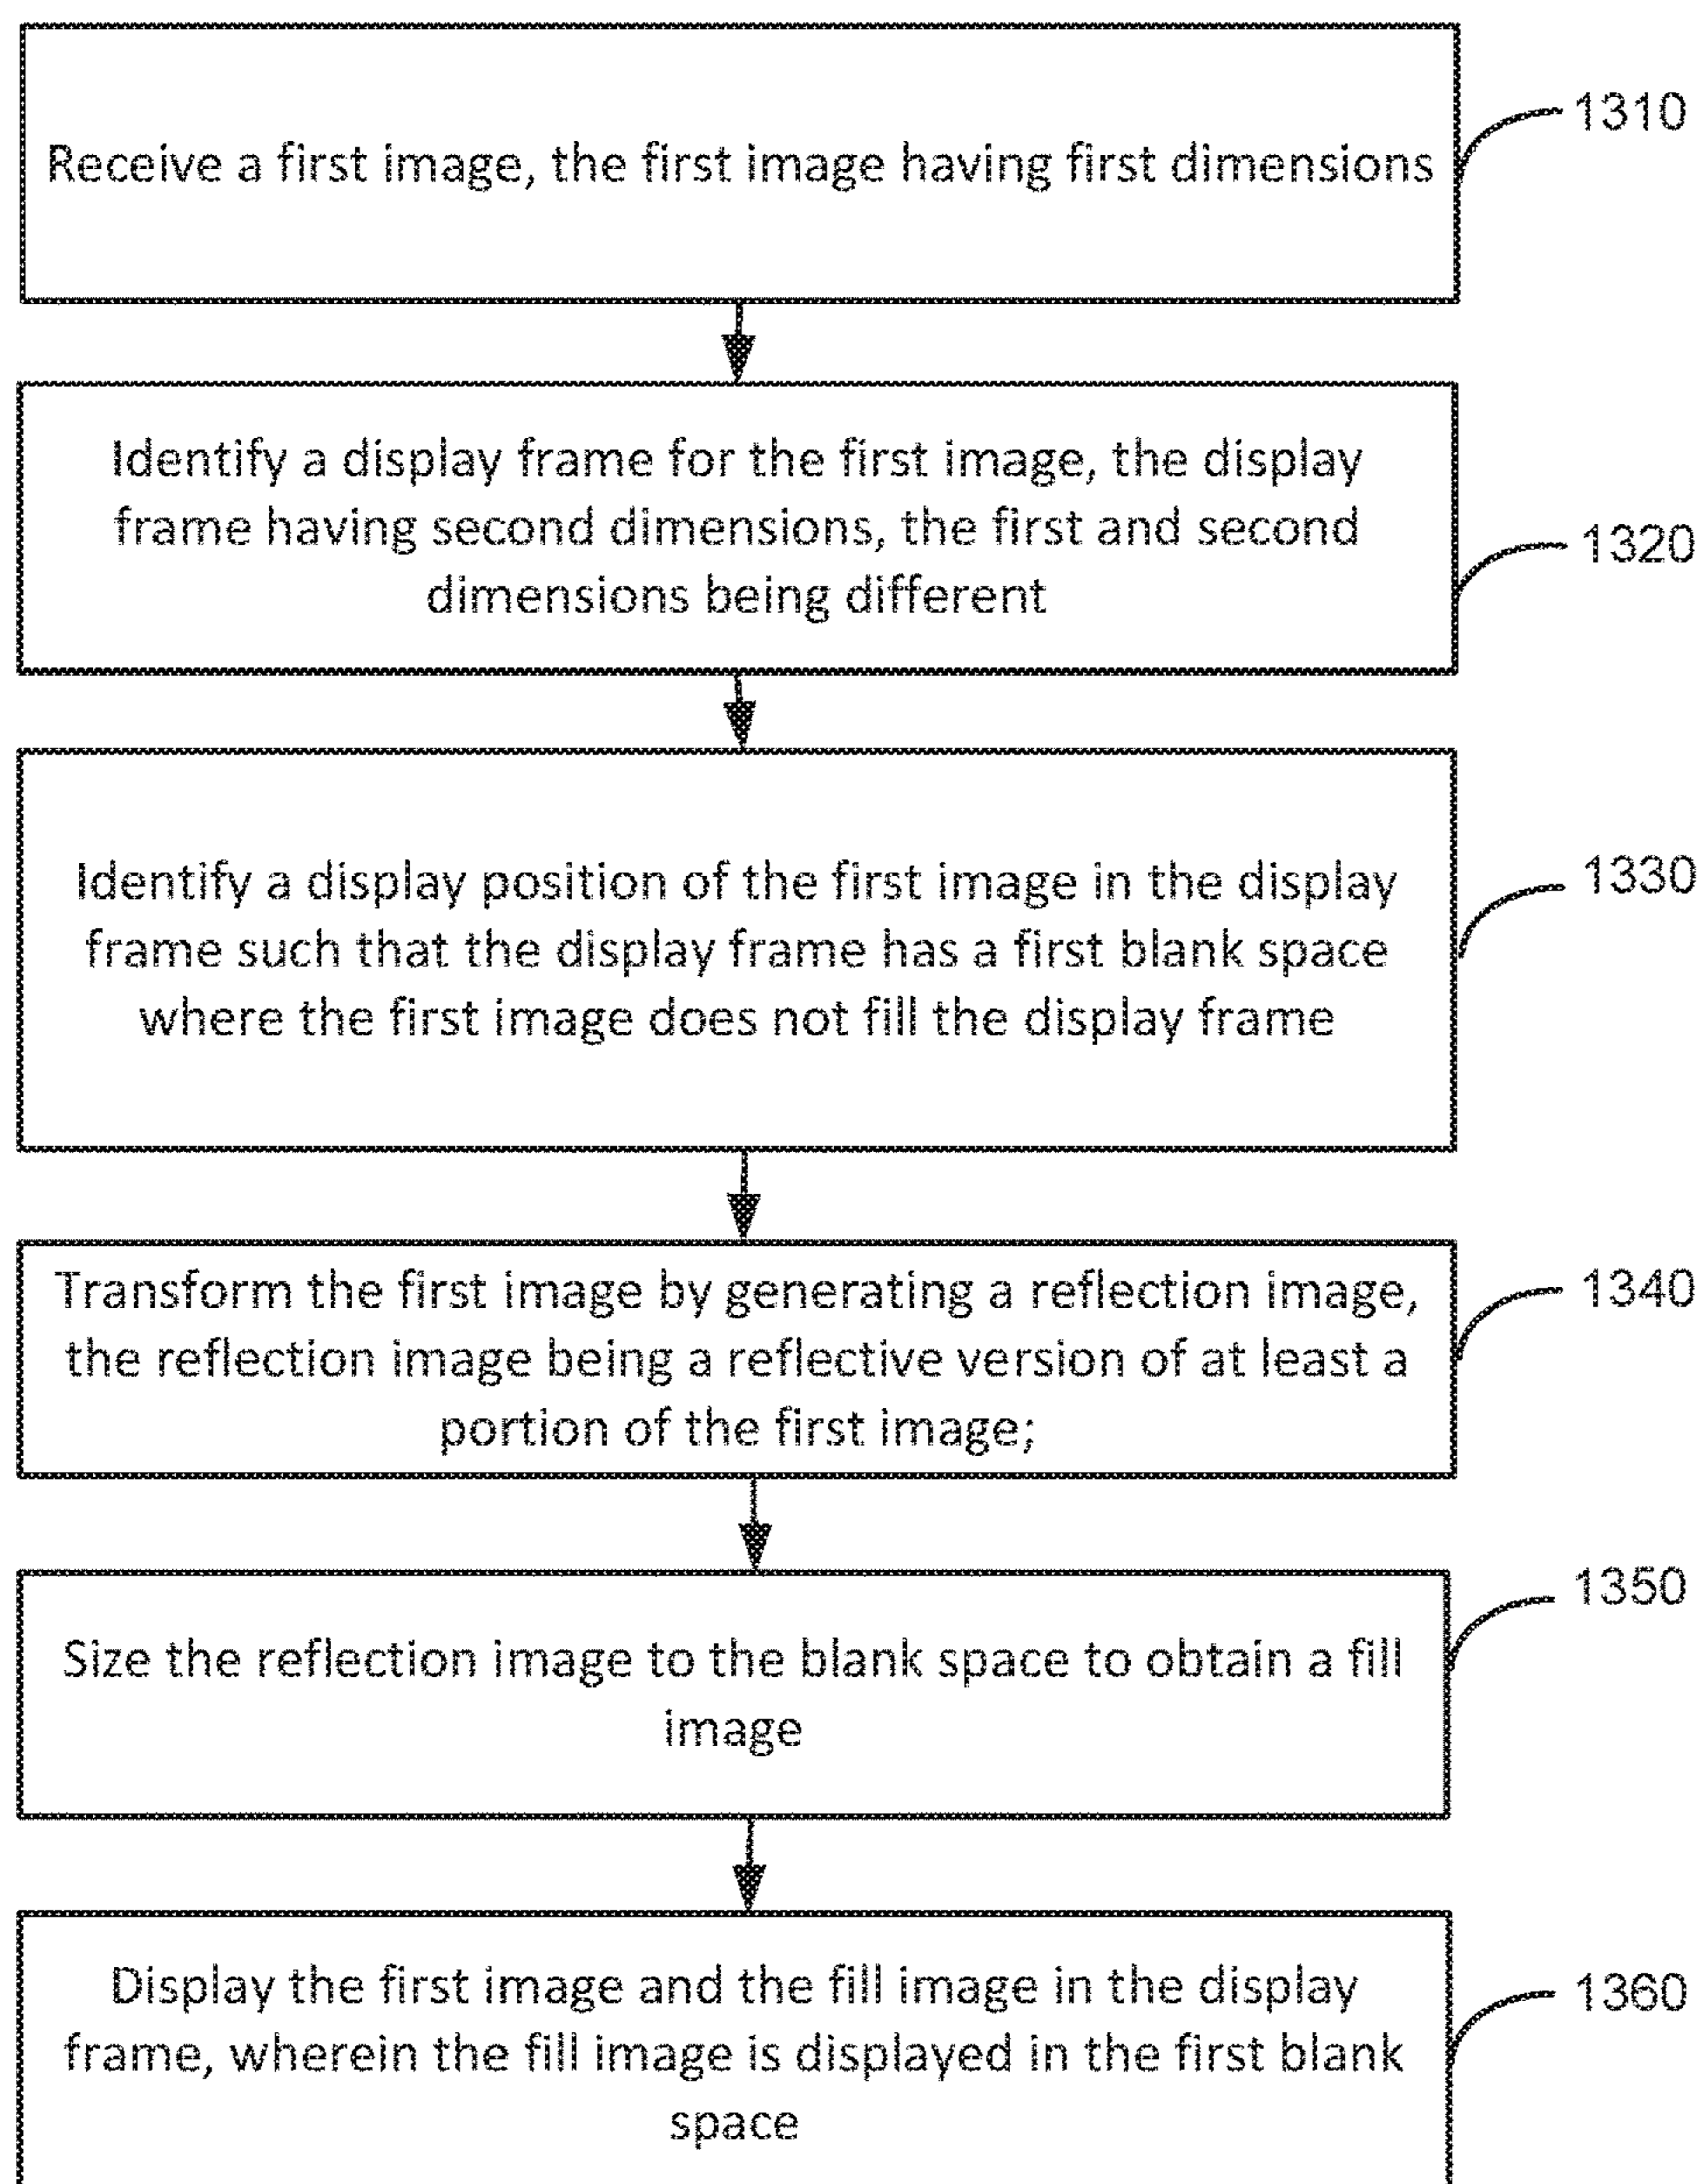 Receive a first image, the first image having first dimensions
1310
Identify a display frame for the first image, the display
frame having second dimensions, the first and second
dimensions being different
1320
Identify a display position of the first image in the display
frame such that the display frame has a first blank space
where the first image does not fill the display frame
1330
Transform the first image by generating a reflection image,
the reflection image being a reflective version of at least a
portion of the first image;
1340
Size the reflection image to the blank space to obtain a fill
image
1350
Display the first image and the fill image in the display
frame, wherein the fill image is displayed in the first blank
space
1360